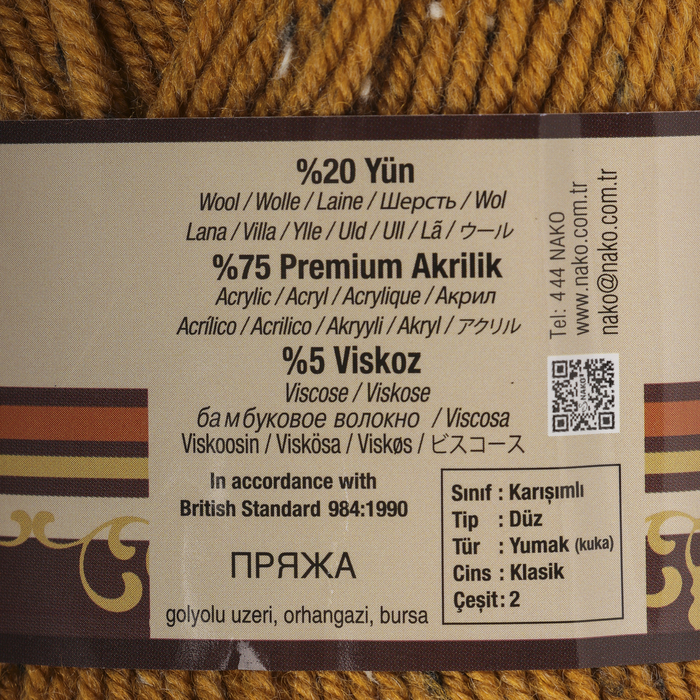 %20 Yün
Wool / Wolle / Laine / Шерсть / Wol
Lana / Villa / Ylle / Uld / Ull / Lã / ウール
%75 Premium Akrilik
Acrylic / Acryl / Acrylique / Акрил
Acrílico / Acrilico / Akryyli / Akryl / アクリル
%5 Viskoz
Viscose / Viskose
бамбуковое волокно / Viscosa
Viskoosin / Viskösa / Viskøs / ビスコース
In accordance with
British Standard 984:1990
ПРЯЖА
golyolu uzeri, orhangazi, bursa
Sınıf : Karışımlı
Tip : Düz
Tür : Yumak (kuka)
Cins : Klasik
Çeşit : 2
Tel: 4 44 NAKO
www.nako.com.tr
nako@nako.com.tr
NAKO